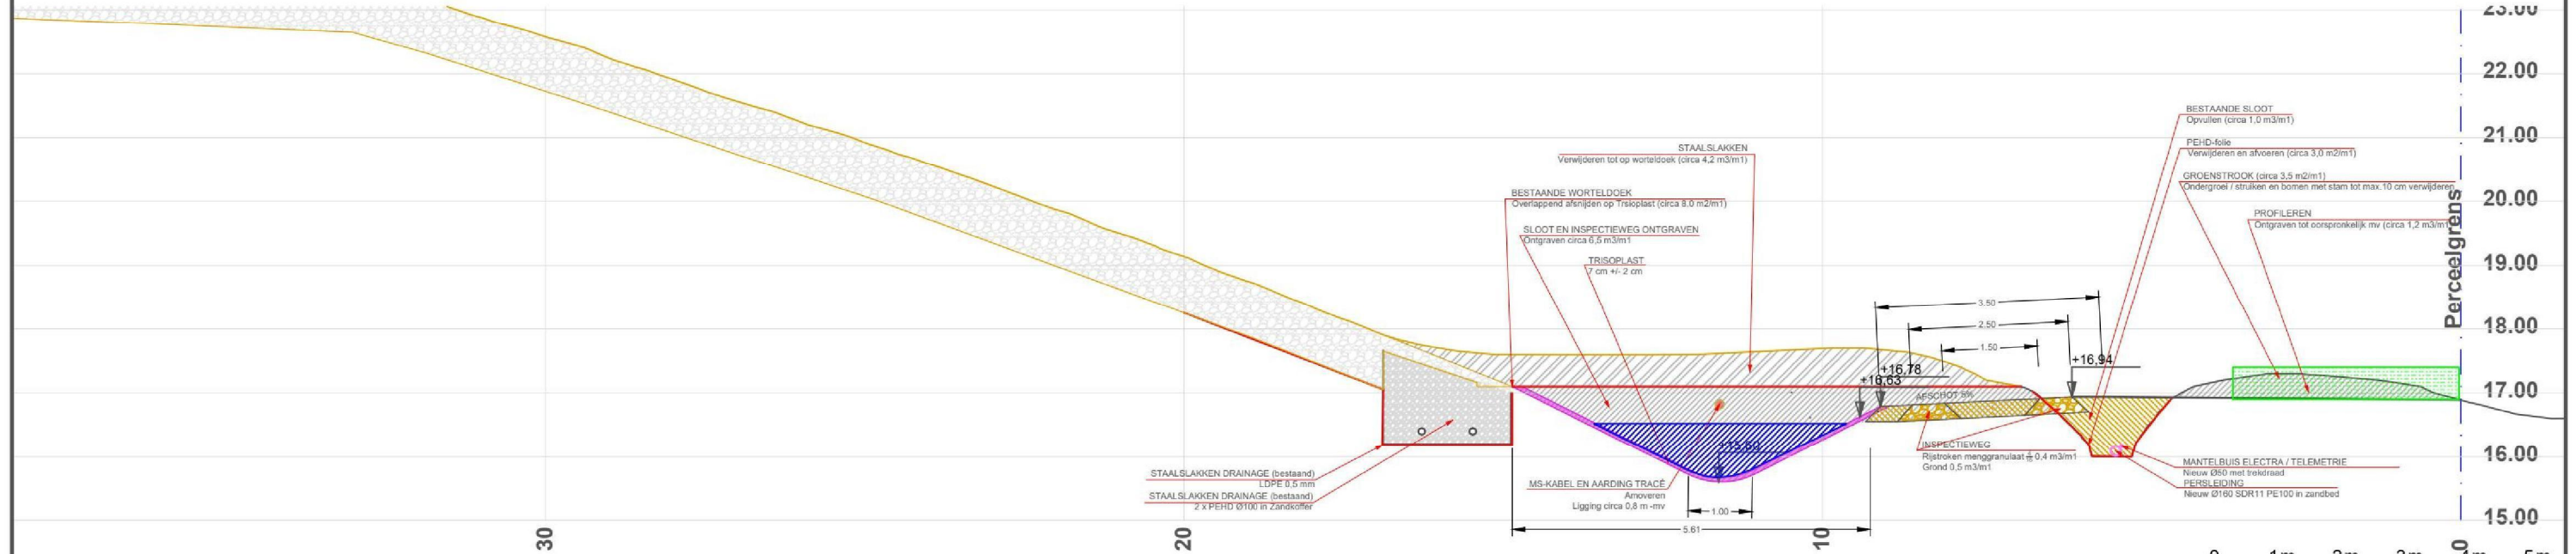 23.00
22.00
21.00
20.00
19.00
18.00
17.00
16.00
15.00
Perceelgrens
BESTAANDE SLOOT
Opvullen (circa 1,0 m3/m1)
PEHD-folie
Verwijderen en afvoeren (circa 3,0 m2/m1)
GROENSTROOK (circa 3,5 m2/m1)
Ondergroei / struiken en bomen met stam tot max.10 cm verwijderen
PROFILEREN
Ontgraven tot oorspronkelijk mv (circa 1,2 m3/m1)
STAALSLAKKEN
Verwijderen tot op worteldoek (circa 4,2 m3/m1)
BESTAANDE WORTELDOEK
Overlappend afsnijden op Trsioplast (circa 8.0 m2/m1)
SLOOT EN INSPECTIEWEG ONTGRAVEN
Ontgraven circa 6,5 m3/m1
TRISOPLAST
7 cm +/- 2 cm
3.50
2.50
1.50
+16,94
+16,78
+16,63
AFSCHOT 5%
INSPECTIEWEG
Rijstroken menggranulaat 0,4 m3/m1
Grond 0,5 m3/m1
STAALSLAKKEN DRAINAGE (bestaand)
LDPE 0,5 mm
STAALSLAKKEN DRAINAGE (bestaand)
2 x PEHD Ø100 in Zandkoffer
MS-KABEL EN AARDING TRACÉ
Amoveren
Ligging circa 0,8 m -mv
MANTELBUIS ELECTRA / TELEMETRIE
Nieuw Ø50 met trekdraad
PERSLEIDING
Nieuw Ø160 SDR11 PE100 in zandbed
1.00
5.61
30
20
10
0
0 1m 2m 3m 4m 5m